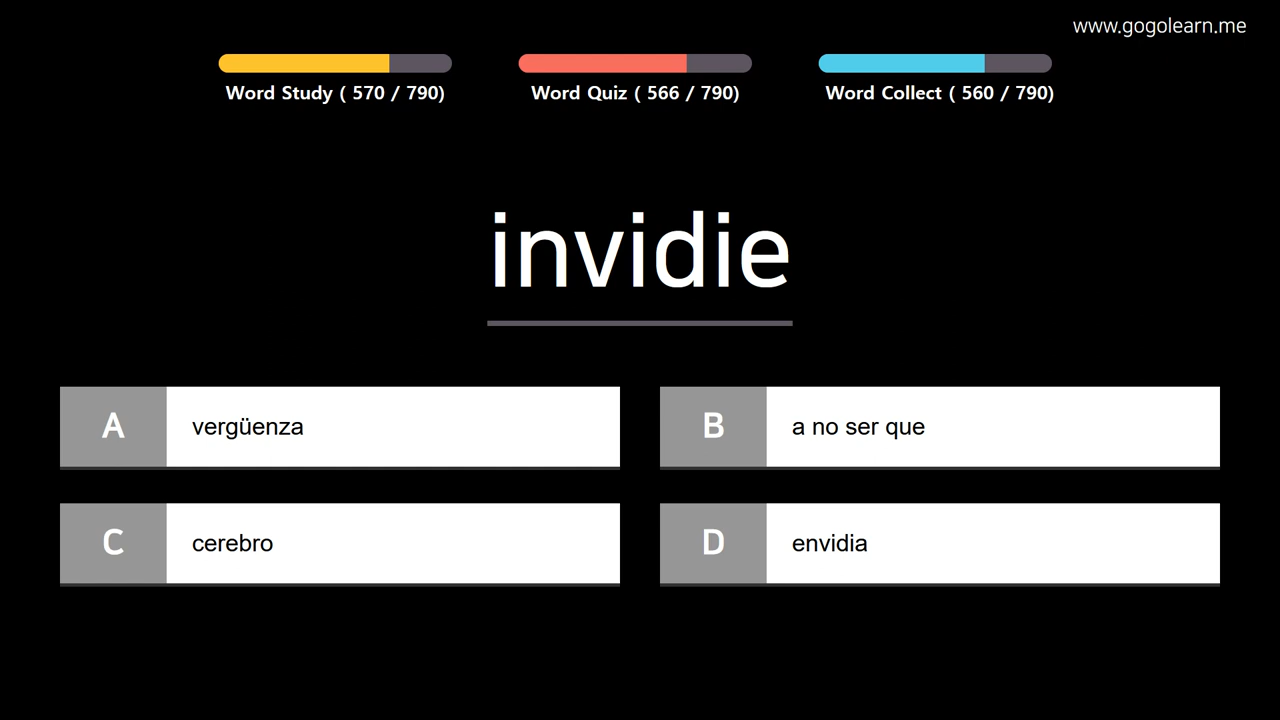 www.gogolearn.me
Word Study ( 570 / 790)
Word Quiz ( 566 / 790)
Word Collect ( 560 / 790)
invidie
A vergüenza
B a no ser que
C cerebro
D envidia